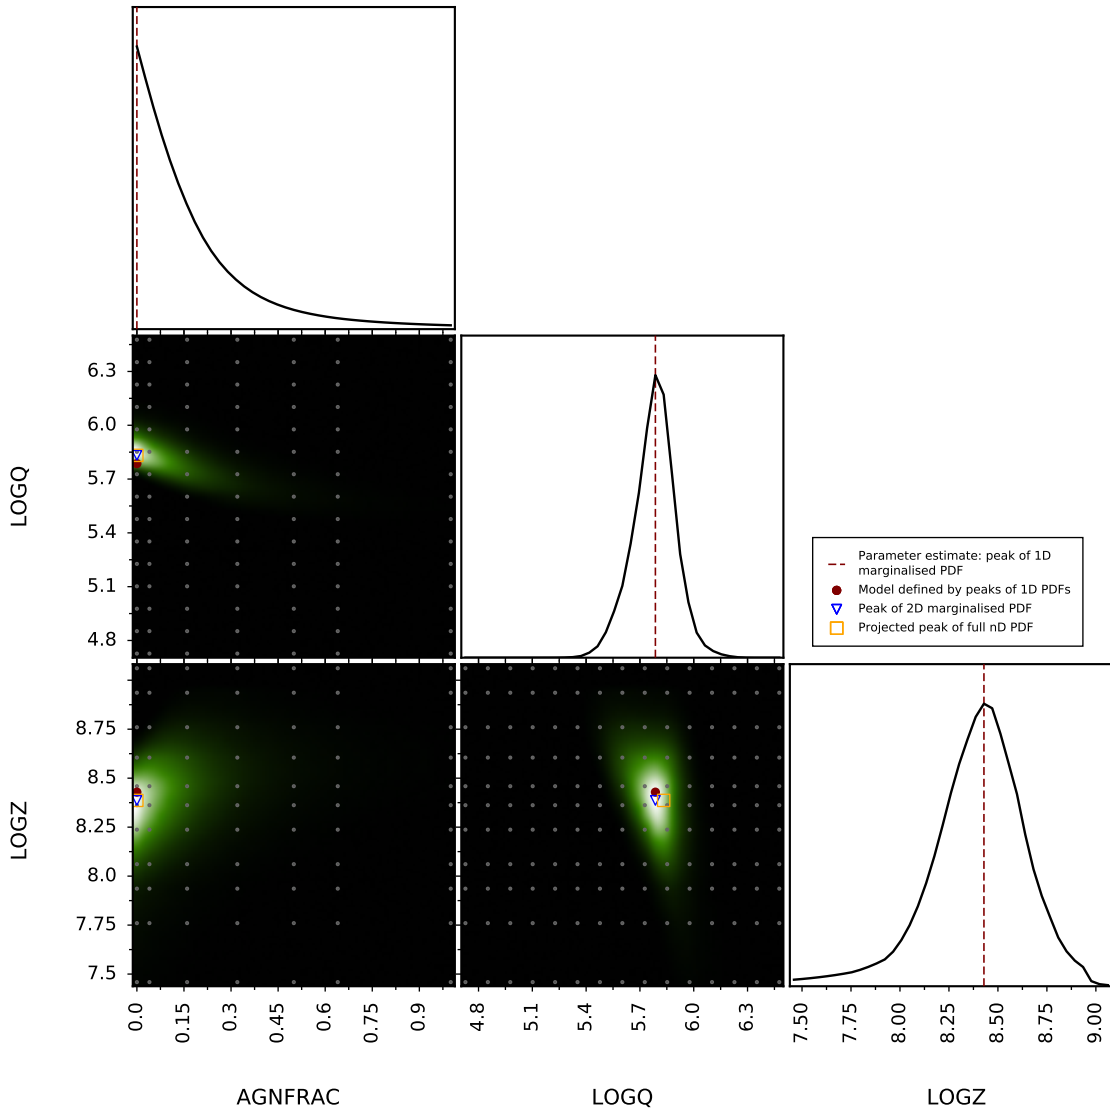 6.3
6.0
5.7
5.4
5.1
4.8
LOGQ
Parameter estimate: peak of 1D
marginalised PDF
Model defined by peaks of 1D PDFs
Peak of 2D marginalised PDF
Projected peak of full nD PDF
8.75
8.5
8.25
8.0
7.75
7.5
LOGZ
0.0 0.15 0.3 0.45 0.6 0.75 0.9
4.8 5.1 5.4 5.7 6.0 6.3
7.50 7.75 8.00 8.25 8.50 8.75 9.00
AGNFRAC
LOGQ
LOGZ